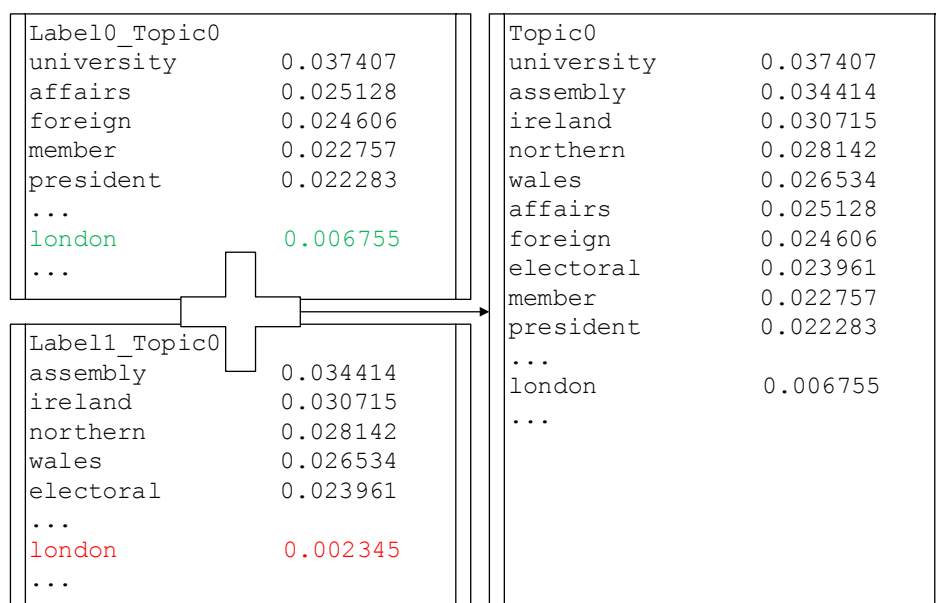 Label0_Topic0
university 0.037407
affairs 0.025128
foreign 0.024606
member 0.022757
president 0.022283
...
london 0.006755
...
Label1_Topic0
assembly 0.034414
ireland 0.030715
northern 0.028142
wales 0.026534
electoral 0.023961
...
london 0.002345
...
Topic0
university 0.037407
assembly 0.034414
ireland 0.030715
northern 0.028142
wales 0.026534
affairs 0.025128
foreign 0.024606
electoral 0.023961
member 0.022757
president 0.022283
...
london 0.006755
...